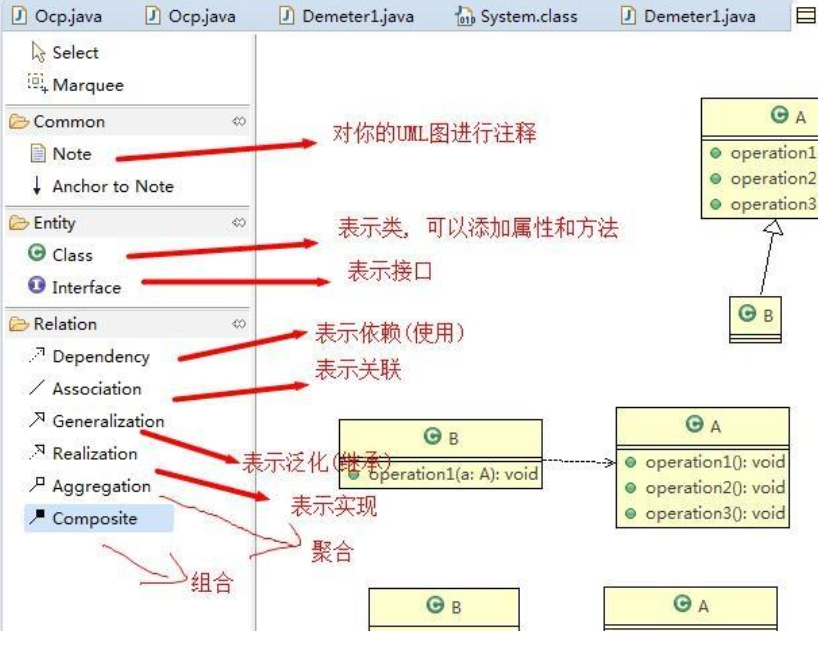 Ocp.java
Ocp.java
Demeter1.java
System.class
Demeter1.java
Select
Marquee
Common
Note
Anchor to Note
对你的UML图进行注释
Entity
Class
Interface
表示类, 可以添加属性和方法
表示接口
Relation
Dependency
Association
Generalization
Realization
Aggregation
Composite
表示依赖(使用)
表示关联
表示泛化(继承)
表示实现
聚合
组合
A
operation1
operation2
operation3
B
B
operation1(a: A): void
A
operation1(): void
operation2(): void
operation3(): void
B
A